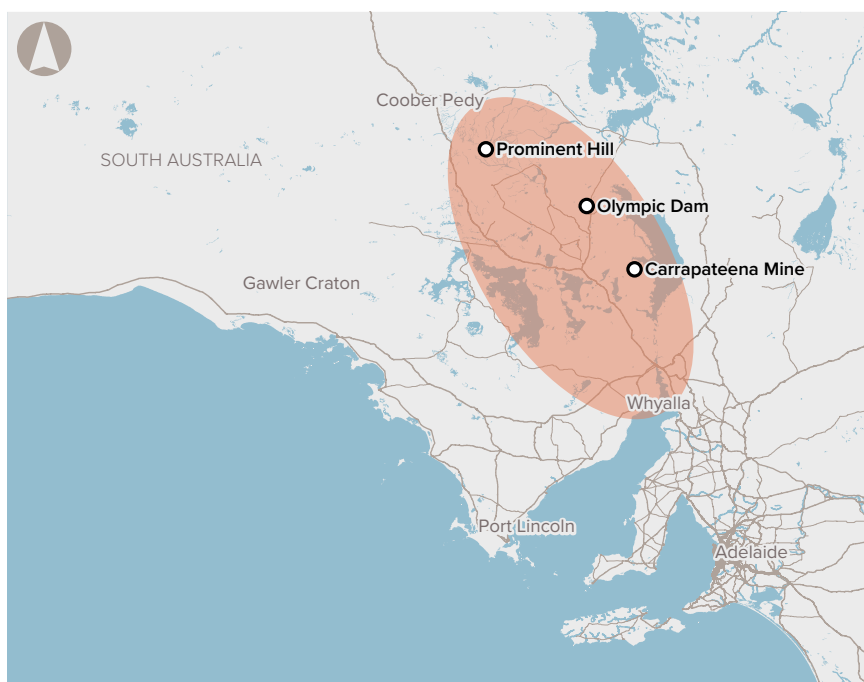 Coober Pedy
Prominent Hill
SOUTH AUSTRALIA
Olympic Dam
Carrapateena Mine
Gawler Craton
Whyalla
Port Lincoln
Adelaide